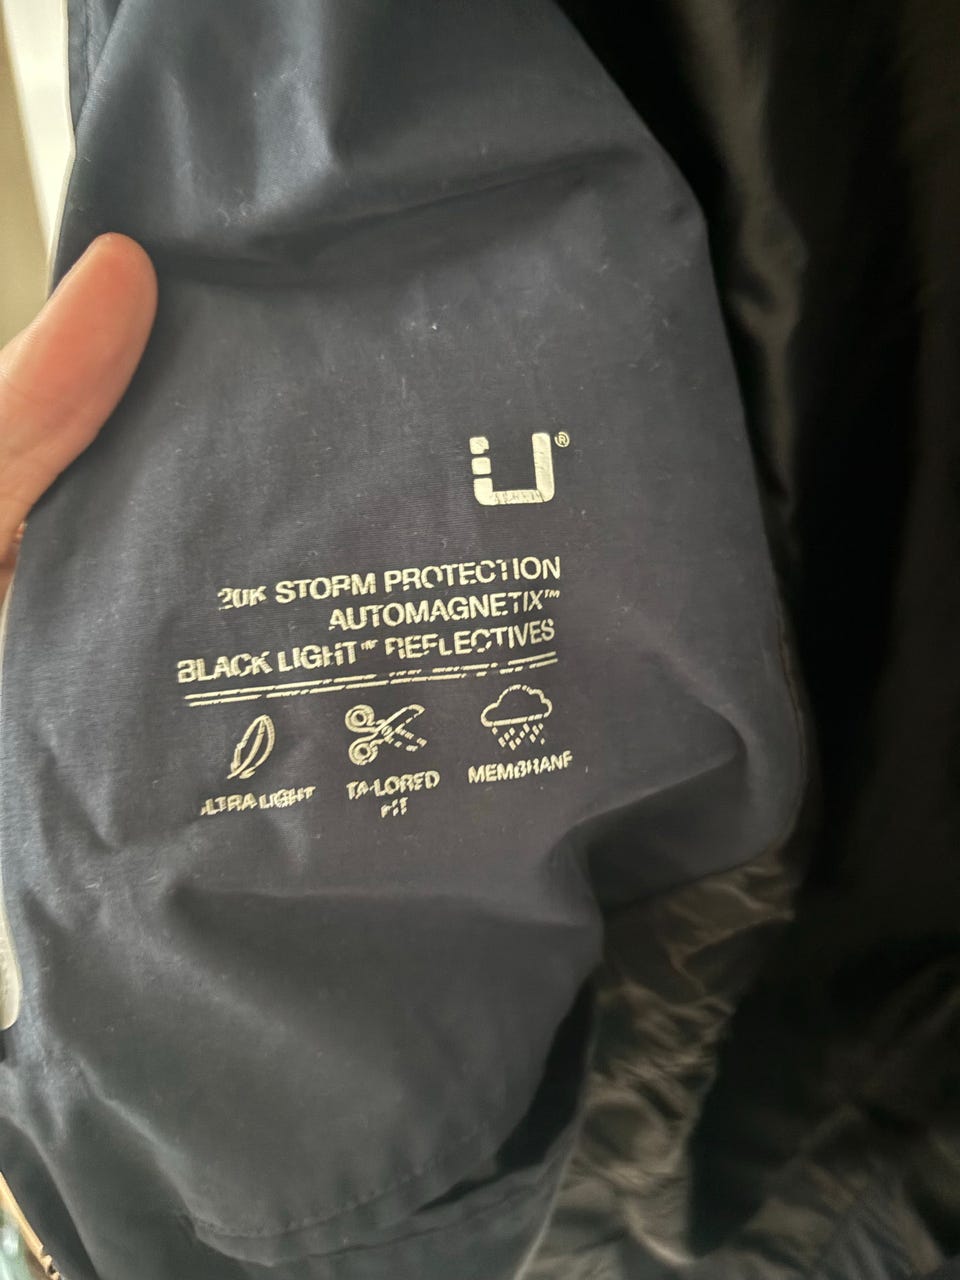 U®
20K STORM PROTECTION
AUTOMAGNETIX™
BLACK LIGHT™ REFLECTIVES
ULTRA LIGHT
TAILORED
FIT
MEMBRANE